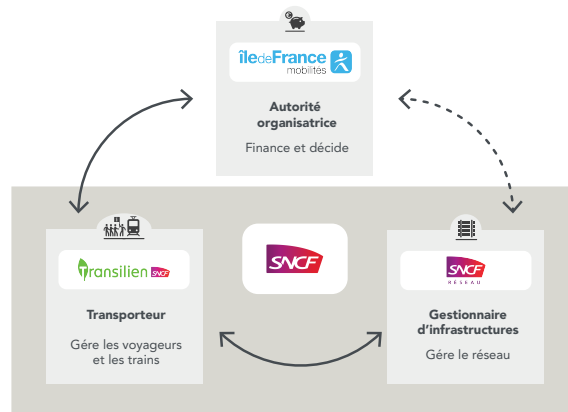 îledeFrance
mobilités
Autorité
organisatrice
Finance et décide
Transilien SNCF
Transporteur
Gére les voyageurs
et les trains
SNCF
SNCF
RÉSEAU
Gestionnaire
d'infrastructures
Gére le réseau